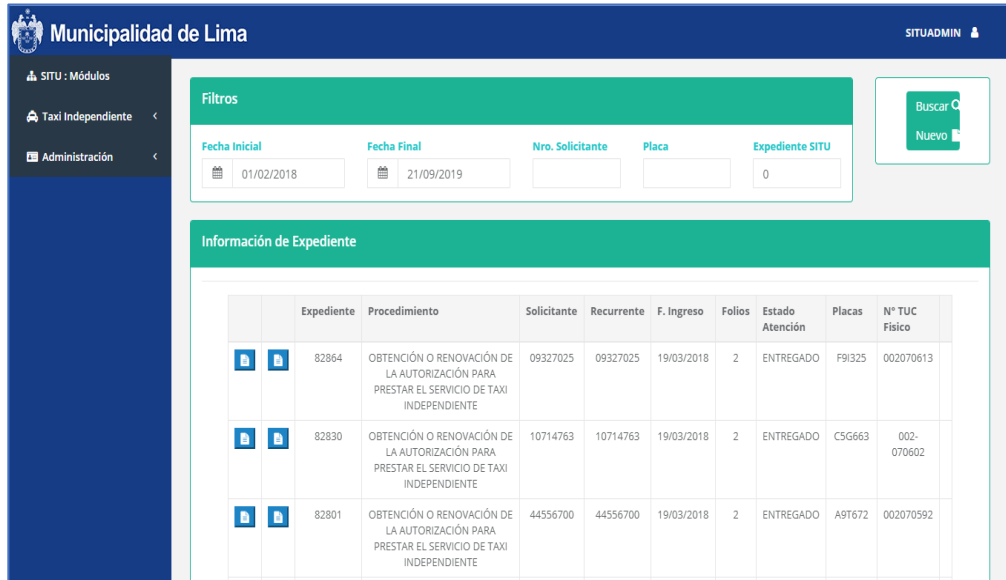 Municipalidad de Lima
SITUADMIN
SITU : Módulos
Taxi Independiente
Administración
Filtros
Fecha Inicial Fecha Final Nro. Solicitante Placa Expediente SITU
01/02/2018 21/09/2019 0
Buscar
Nuevo
Información de Expediente
Expediente Procedimiento Solicitante Recurrente F. Ingreso Folios Estado Placas N° TUC
Atención Fisico
82864 OBTENCIÓN O RENOVACIÓN DE 09327025 09327025 19/03/2018 2 ENTREGADO F9I325 002070613
LA AUTORIZACIÓN PARA
PRESTAR EL SERVICIO DE TAXI
INDEPENDIENTE
82830 OBTENCIÓN O RENOVACIÓN DE 10714763 10714763 19/03/2018 2 ENTREGADO C5G663 002-
LA AUTORIZACIÓN PARA 070602
PRESTAR EL SERVICIO DE TAXI
INDEPENDIENTE
82801 OBTENCIÓN O RENOVACIÓN DE 44556700 44556700 19/03/2018 2 ENTREGADO A9T672 002070592
LA AUTORIZACIÓN PARA
PRESTAR EL SERVICIO DE TAXI
INDEPENDIENTE